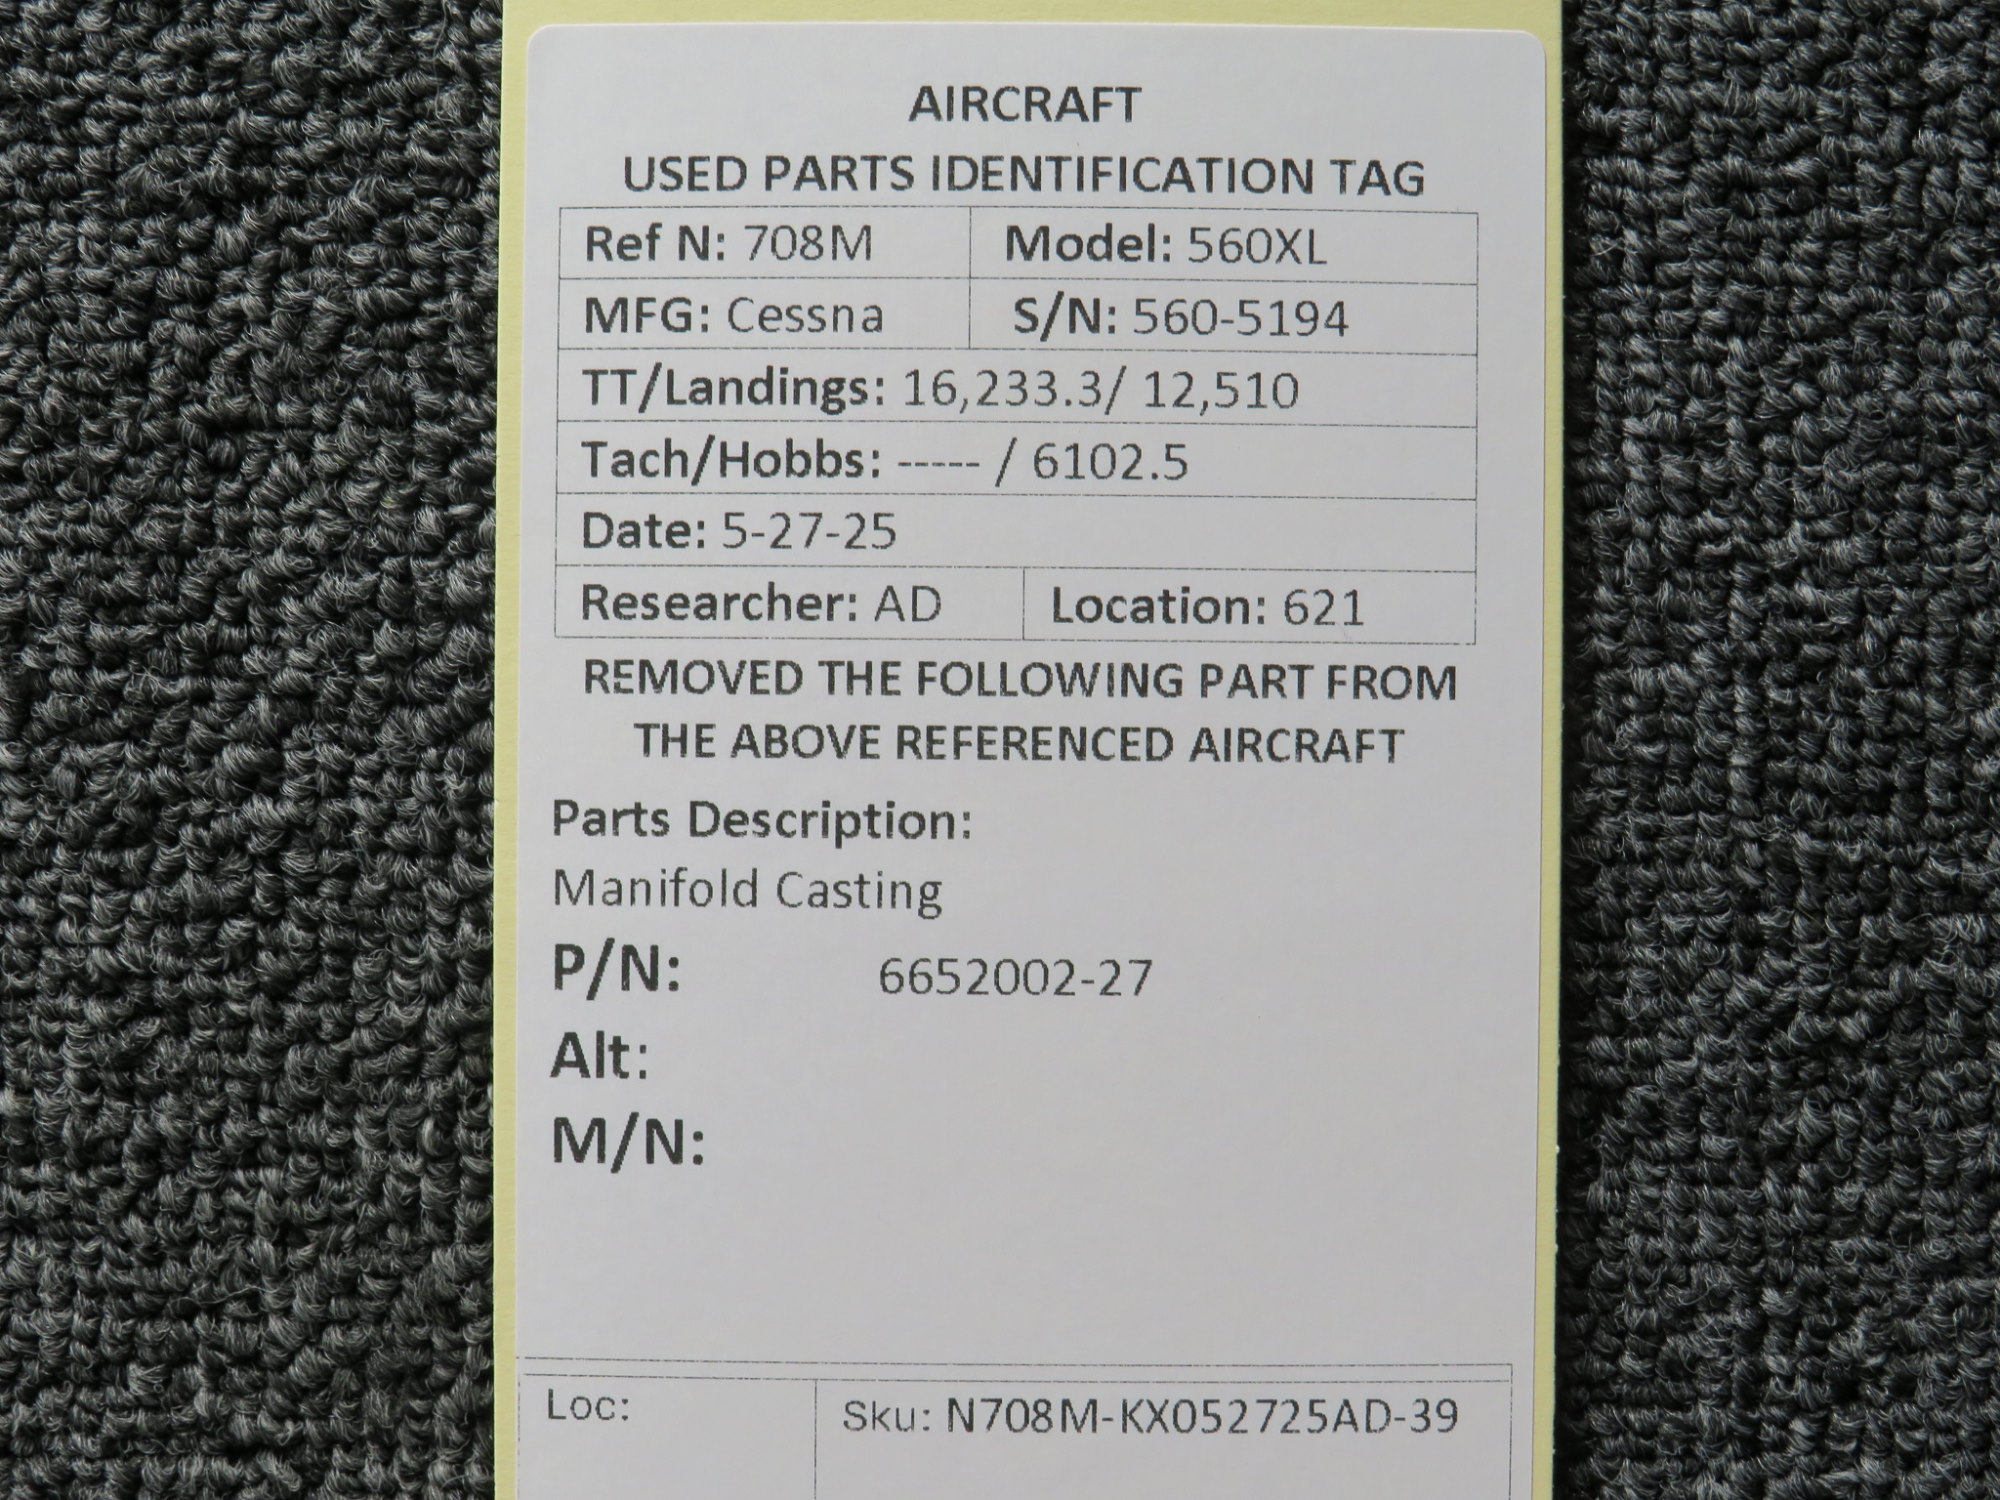 AIRCRAFT
USED PARTS IDENTIFICATION TAG
Ref N: 708M Model: 560XL
MFG: Cessna S/N: 560-5194
TT/Landings: 16,233.3/ 12,510
Tach/Hobbs: ----- / 6102.5
Date: 5-27-25
Researcher: AD Location: 621
REMOVED THE FOLLOWING PART FROM
THE ABOVE REFERENCED AIRCRAFT
Parts Description:
Manifold Casting
P/N: 6652002-27
Alt:
M/N:
Loc: Sku: N708M-KX052725AD-39